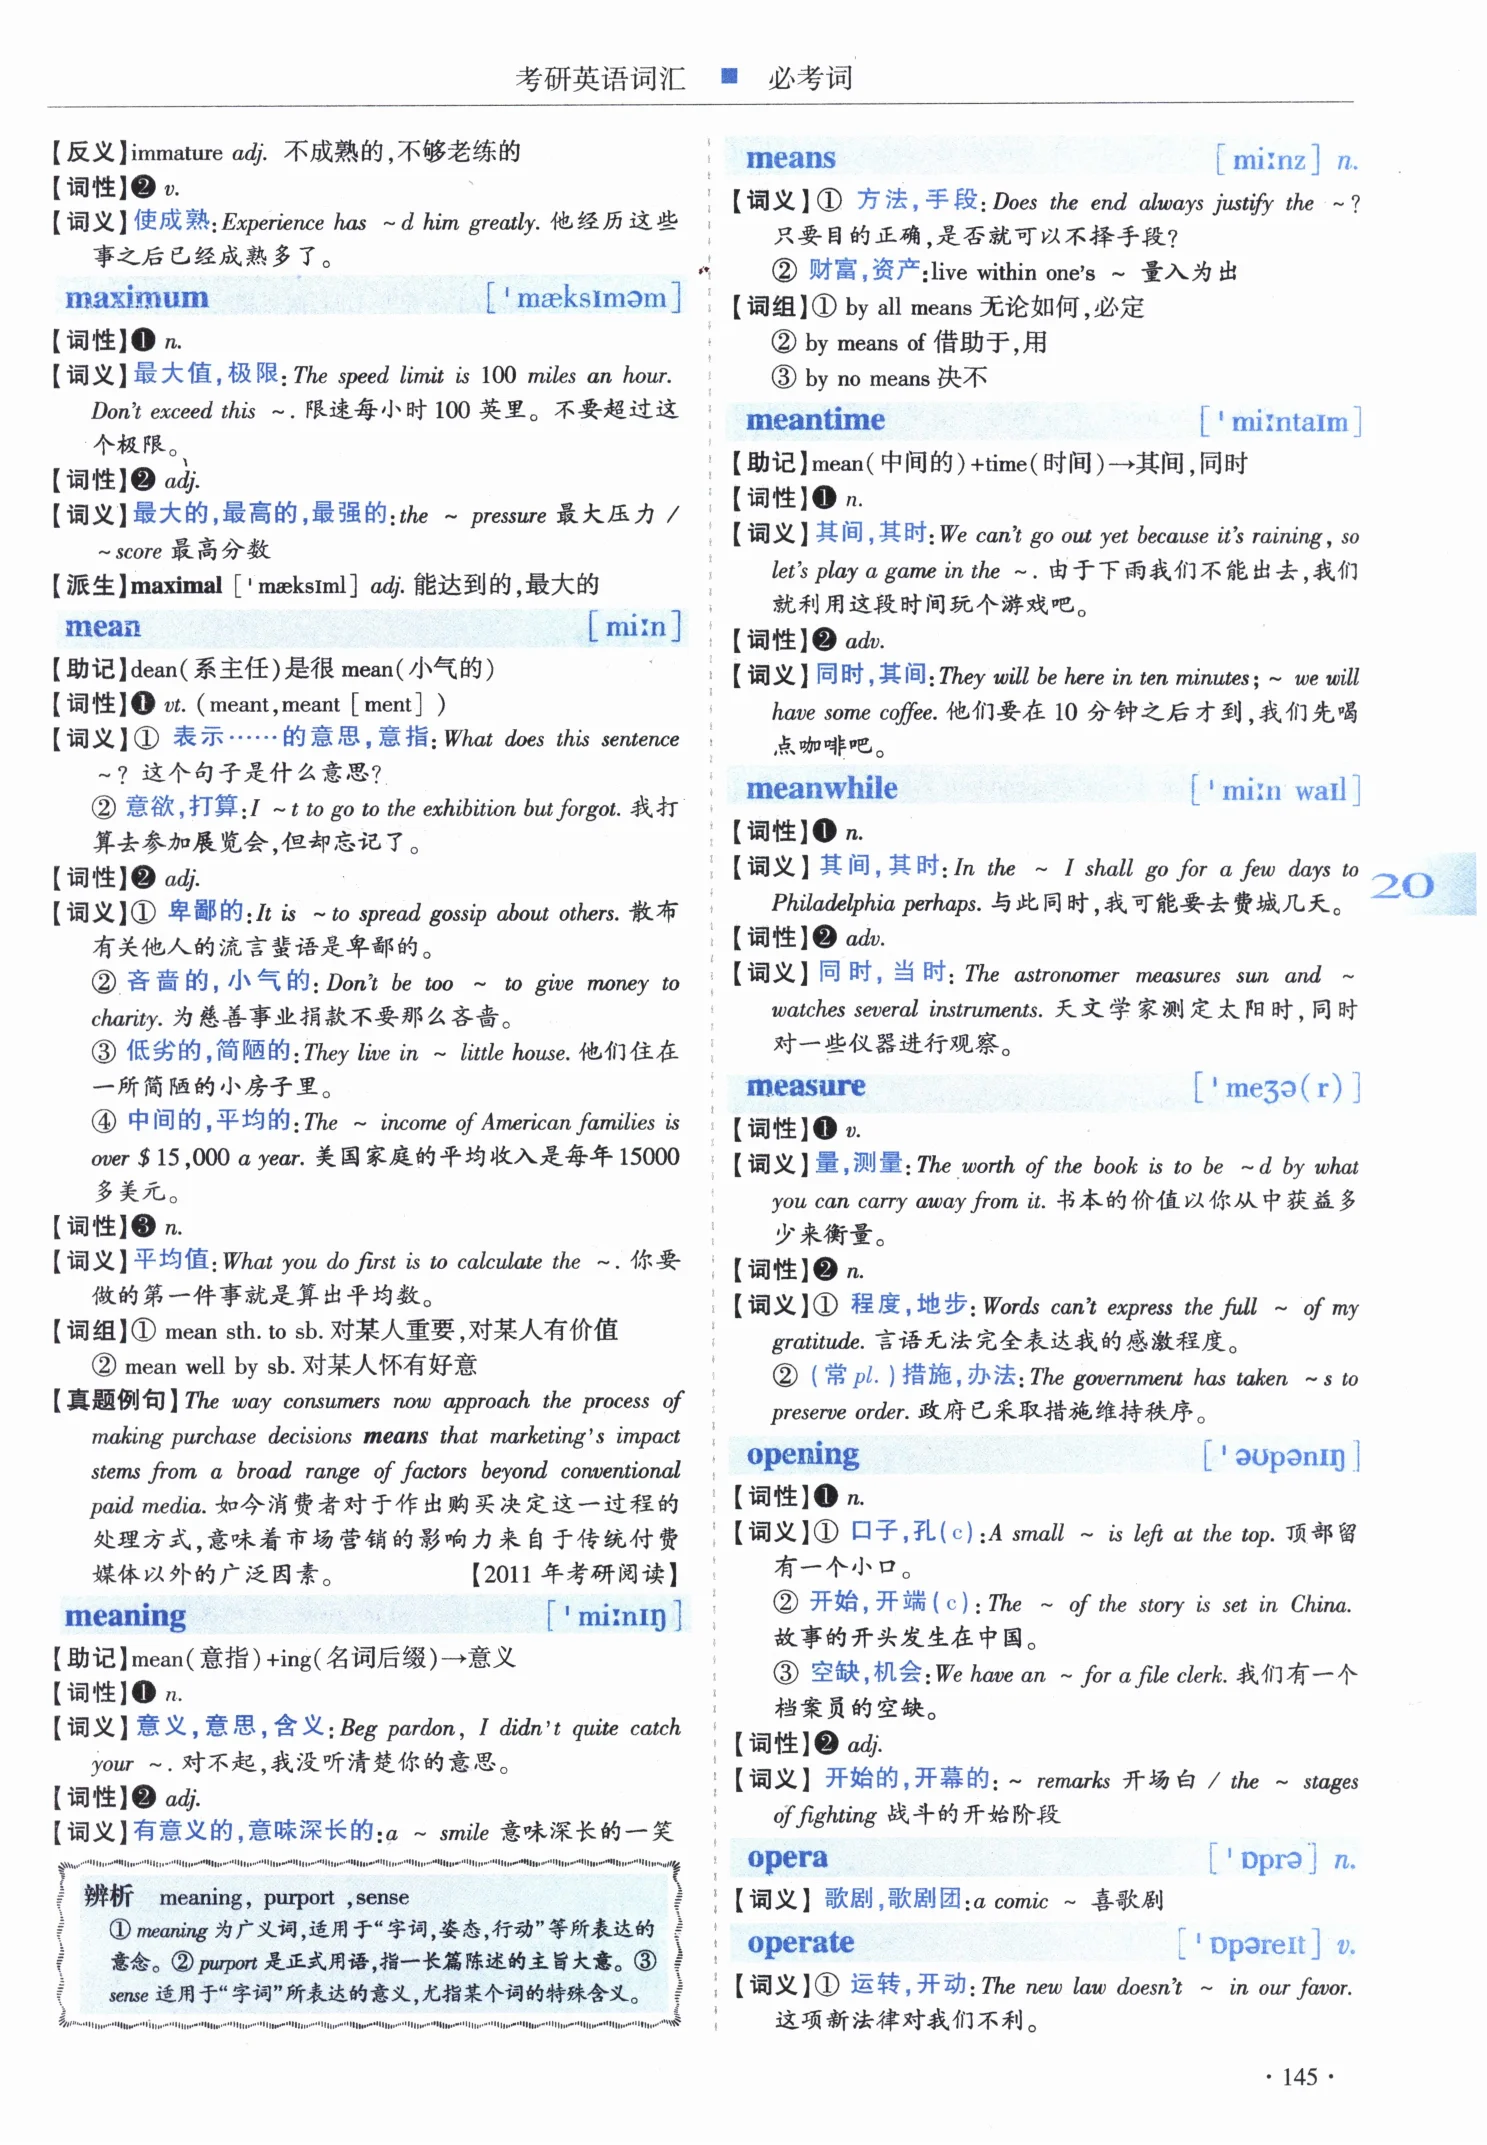 考研英语词汇 ■ 必考词
【反义】immature adj. 不成熟的,不够老练的
【词性】❷ v.
【词义】使成熟:Experience has ~d him greatly. 他经历这些
事之后已经成熟多了。
maximum [ˈmæksɪməm]
【词性】❶ n.
【词义】最大值,极限:The speed limit is 100 miles an hour.
Don't exceed this ~. 限速每小时100英里。不要超过这
个极限。
【词性】❷ adj.
【词义】最大的,最高的,最强的:the ~ pressure 最大压力 /
~score 最高分数
【派生】maximal [ˈmæksɪml] adj. 能达到的,最大的
mean [miːn]
【助记】dean(系主任)是很 mean(小气的)
【词性】❶ vt. (meant,meant [ment] )
【词义】① 表示……的意思,意指:What does this sentence
~? 这个句子是什么意思?
② 意欲,打算:I ~t to go to the exhibition but forgot. 我打
算去参加展览会,但却忘记了。
【词性】❷ adj.
【词义】① 卑鄙的:It is ~to spread gossip about others. 散布
有关他人的流言蜚语是卑鄙的。
② 吝啬的,小气的:Don't be too ~ to give money to
charity. 为慈善事业捐款不要那么吝啬。
③ 低劣的,简陋的:They live in ~ little house. 他们住在
一所简陋的小房子里。
④ 中间的,平均的:The ~ income of American families is
over $15,000 a year. 美国家庭的平均收入是每年15000
多美元。
【词性】❸ n.
【词义】平均值:What you do first is to calculate the ~. 你要
做的第一件事就是算出平均数。
【词组】① mean sth. to sb. 对某人重要,对某人有价值
② mean well by sb. 对某人怀有好意
【真题例句】The way consumers now approach the process of
making purchase decisions means that marketing's impact
stems from a broad range of factors beyond conventional
paid media. 如今消费者对于作出购买决定这一过程的
处理方式,意味着市场营销的影响力来自于传统付费
媒体以外的广泛因素。 【2011 年考研阅读】
meaning [ˈmiːnɪŋ]
【助记】mean(意指)+ing(名词后缀)→意义
【词性】❶ n.
【词义】意义,意思,含义:Beg pardon, I didn't quite catch
your ~. 对不起,我没听清楚你的意思。
【词性】❷ adj.
【词义】有意义的,意味深长的:a ~ smile 意味深长的一笑
辨析 meaning, purport ,sense
① meaning 为广义词,适用于“字词,姿态,行动”等所表达的
意念。② purport 是正式用语,指一长篇陈述的主旨大意。③
sense 适用于“字词”所表达的意义,尤指某个词的特殊含义。
means [miːnz] n.
【词义】① 方法,手段:Does the end always justify the ~?
只要目的正确,是否就可以不择手段?
② 财富,资产:live within one's ~ 量入为出
【词组】① by all means 无论如何,必定
② by means of 借助于,用
③ by no means 决不
meantime [ˈmiːntaɪm]
【助记】mean(中间的)+time(时间)→其间,同时
【词性】❶ n.
【词义】其间,其时:We can't go out yet because it's raining, so
let's play a game in the ~. 由于下雨我们不能出去,我们
就利用这段时间玩个游戏吧。
【词性】❷ adv.
【词义】同时,其间:They will be here in ten minutes; ~ we will
have some coffee. 他们要在 10 分钟之后才到,我们先喝
点咖啡吧。
meanwhile [ˈmiːn waɪl]
【词性】❶ n.
【词义】其间,其时:In the ~ I shall go for a few days to
Philadelphia perhaps. 与此同时,我可能要去费城几天。
20
【词性】❷ adv.
【词义】同时,当时: The astronomer measures sun and ~
watches several instruments. 天文学家测定太阳时,同时
对一些仪器进行观察。
measure [ˈmeʒə(r)]
【词性】❶ v.
【词义】量,测量:The worth of the book is to be ~d by what
you can carry away from it. 书本的价值以你从中获益多
少来衡量。
【词性】❷ n.
【词义】① 程度,地步:Words can't express the full ~ of my
gratitude. 言语无法完全表达我的感激程度。
② (常 pl.)措施,办法:The government has taken ~s to
preserve order. 政府已采取措施维持秩序。
opening [ˈəʊpənɪŋ]
【词性】❶ n.
【词义】① 口子,孔(c):A small ~ is left at the top. 顶部留
有一个小口。
② 开始,开端(c):The ~ of the story is set in China.
故事的开头发生在中国。
③ 空缺,机会:We have an ~ for a file clerk. 我们有一个
档案员的空缺。
【词性】❷ adj.
【词义】开始的,开幕的: ~ remarks 开场白 / the ~ stages
of fighting 战斗的开始阶段
opera [ˈɒprə] n.
【词义】歌剧,歌剧团:a comic ~ 喜歌剧
operate [ˈɒpəreɪt] v.
【词义】① 运转,开动:The new law doesn't ~ in our favor.
这项新法律对我们不利。
·145·